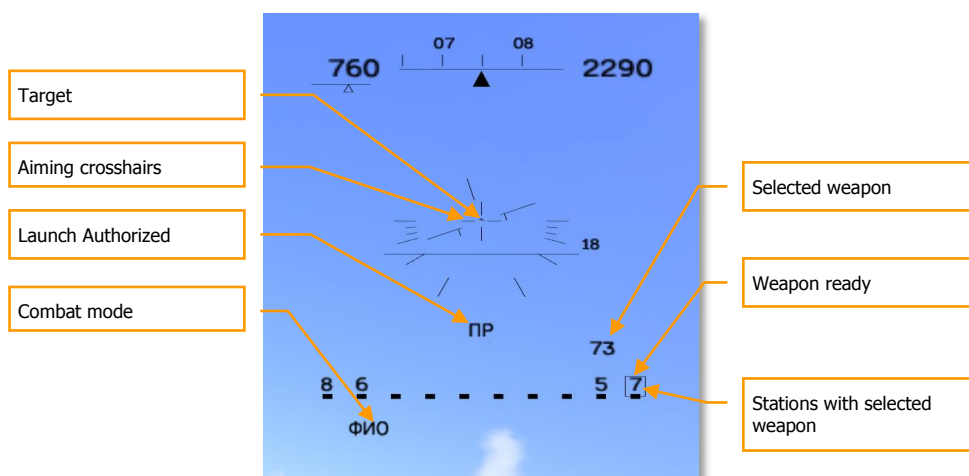 07 08
760 2290
Target
Aiming crosshairs
Launch Authorized
Combat mode
18
ПР
73
8 6 5 7
ФИО
Selected weapon
Weapon ready
Stations with selected
weapon